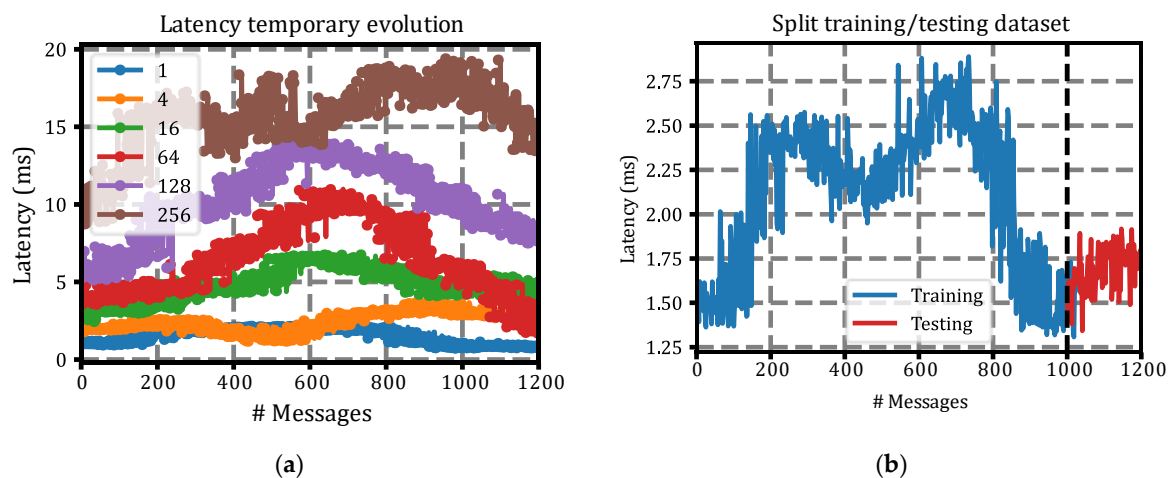 Latency temporary evolution
20
15
10
5
0
Latency (ms)
1
4
16
64
128
256
0 200 400 600 800 1000 1200
# Messages
(a)
Split training/testing dataset
2.75
2.50
2.25
2.00
1.75
1.50
1.25
Latency (ms)
Training
Testing
0 200 400 600 800 1000 1200
# Messages
(b)